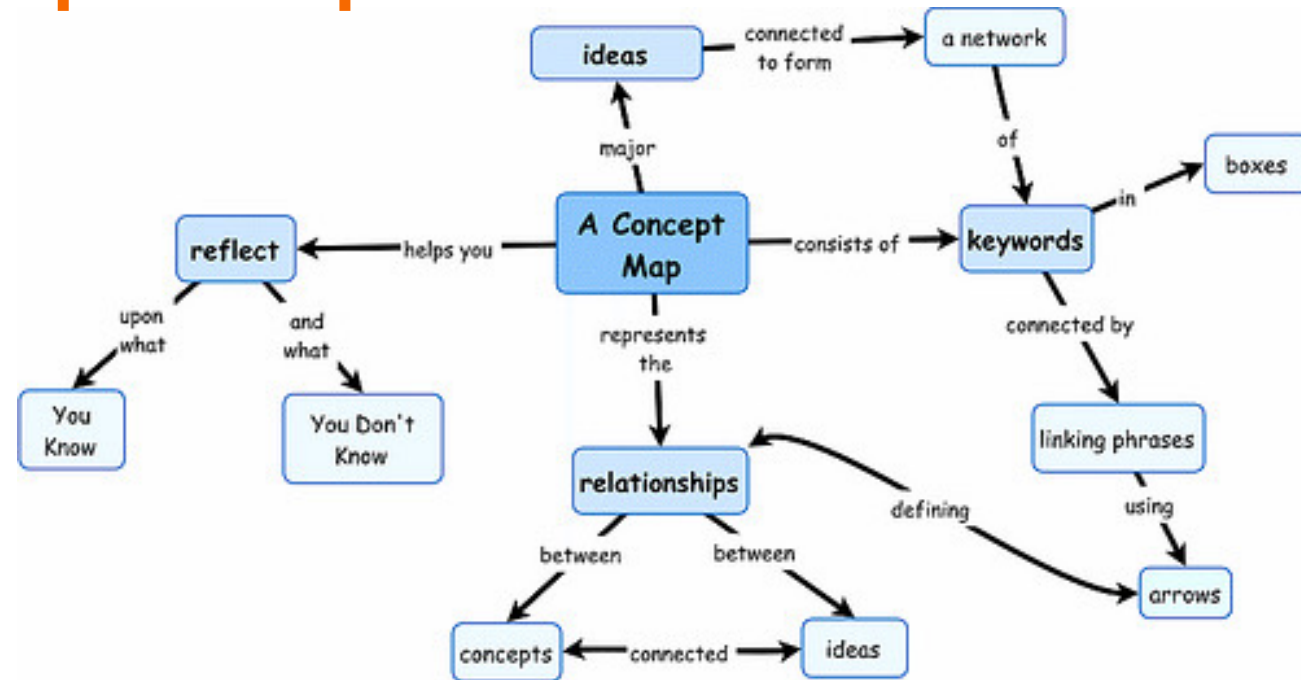 ideas
connected
to form
a network
major
of
boxes
in
A Concept
Map
consists of
keywords
helps you
reflect
upon
what
and
what
You
Know
You Don't
Know
represents
the
connected by
linking phrases
relationships
defining
using
between
between
arrows
concepts
connected
ideas